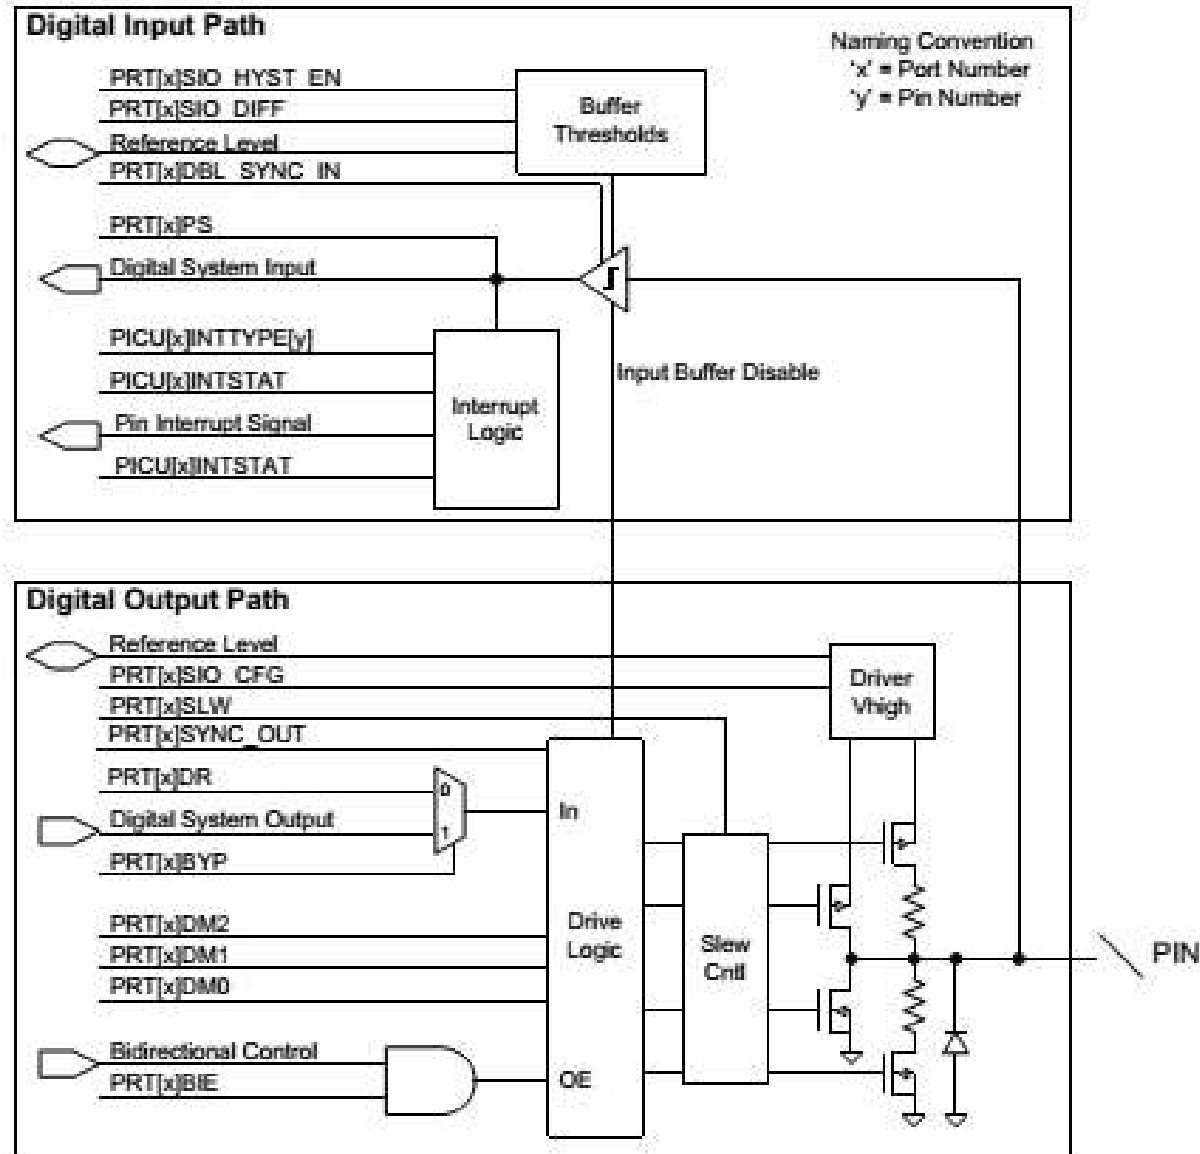 Digital Input Path
Naming Convention
'x' = Port Number
'y' = Pin Number
PRT[x]SIO_HYST_EN
PRT[x]SIO_DIFF
Reference Level
PRT[x]DBL_SYNC_IN
Buffer
Thresholds
PRT[x]PS
Digital System Input
PICU[x]INTTYPE[y]
PICU[x]INTSTAT
Pin Interrupt Signal
PICU[x]INTSTAT
Interrupt
Logic
Input Buffer Disable
Digital Output Path
Reference Level
PRT[x]SIO_CFG
PRT[x]SLW
PRT[x]SYNC_OUT
Driver
Vhigh
PRT[x]DR
0
Digital System Output
1
PRT[x]BYP
In
PRT[x]DM2
PRT[x]DM1
PRT[x]DM0
Drive
Logic
Slew
Cntl
PIN
Bidirectional Control
PRT[x]BIE
OE